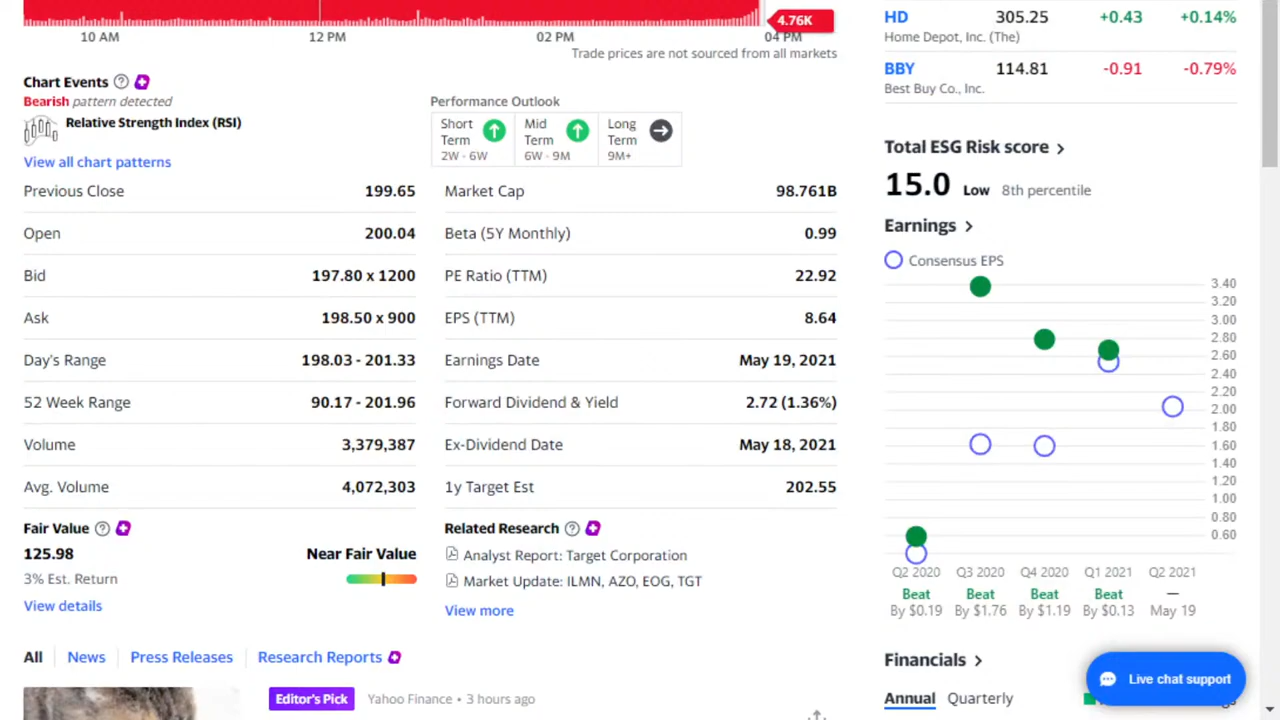 4.76K
10 AM
12 PM
02 PM
04 PM
Trade prices are not sourced from all markets
Chart Events
Bearish pattern detected
Relative Strength Index (RSI)
View all chart patterns
Performance Outlook
Short Term 2W - 6W
Mid Term 6W - 9M
Long Term 9M+
Previous Close 199.65
Open 200.04
Bid 197.80 x 1200
Ask 198.50 x 900
Day's Range 198.03 - 201.33
52 Week Range 90.17 - 201.96
Volume 3,379,387
Avg. Volume 4,072,303
Market Cap 98.761B
Beta (5Y Monthly) 0.99
PE Ratio (TTM) 22.92
EPS (TTM) 8.64
Earnings Date May 19, 2021
Forward Dividend & Yield 2.72 (1.36%)
Ex-Dividend Date May 18, 2021
1y Target Est 202.55
Fair Value
125.98 Near Fair Value
3% Est. Return
View details
Related Research
Analyst Report: Target Corporation
Market Update: ILMN, AZO, EOG, TGT
View more
All News Press Releases Research Reports
Editor's Pick Yahoo Finance • 3 hours ago
HD 305.25 +0.43 +0.14%
Home Depot, Inc. (The)
BBY 114.81 -0.91 -0.79%
Best Buy Co., Inc.
Total ESG Risk score
15.0 Low 8th percentile
Earnings
Consensus EPS
3.40
3.20
3.00
2.80
2.60
2.40
2.20
2.00
1.80
1.60
1.40
1.20
1.00
0.80
0.60
Q2 2020 Q3 2020 Q4 2020 Q1 2021 Q2 2021
Beat Beat Beat Beat —
By $0.19 By $1.76 By $1.19 By $0.13 May 19
Financials
Live chat support
Annual Quarterly